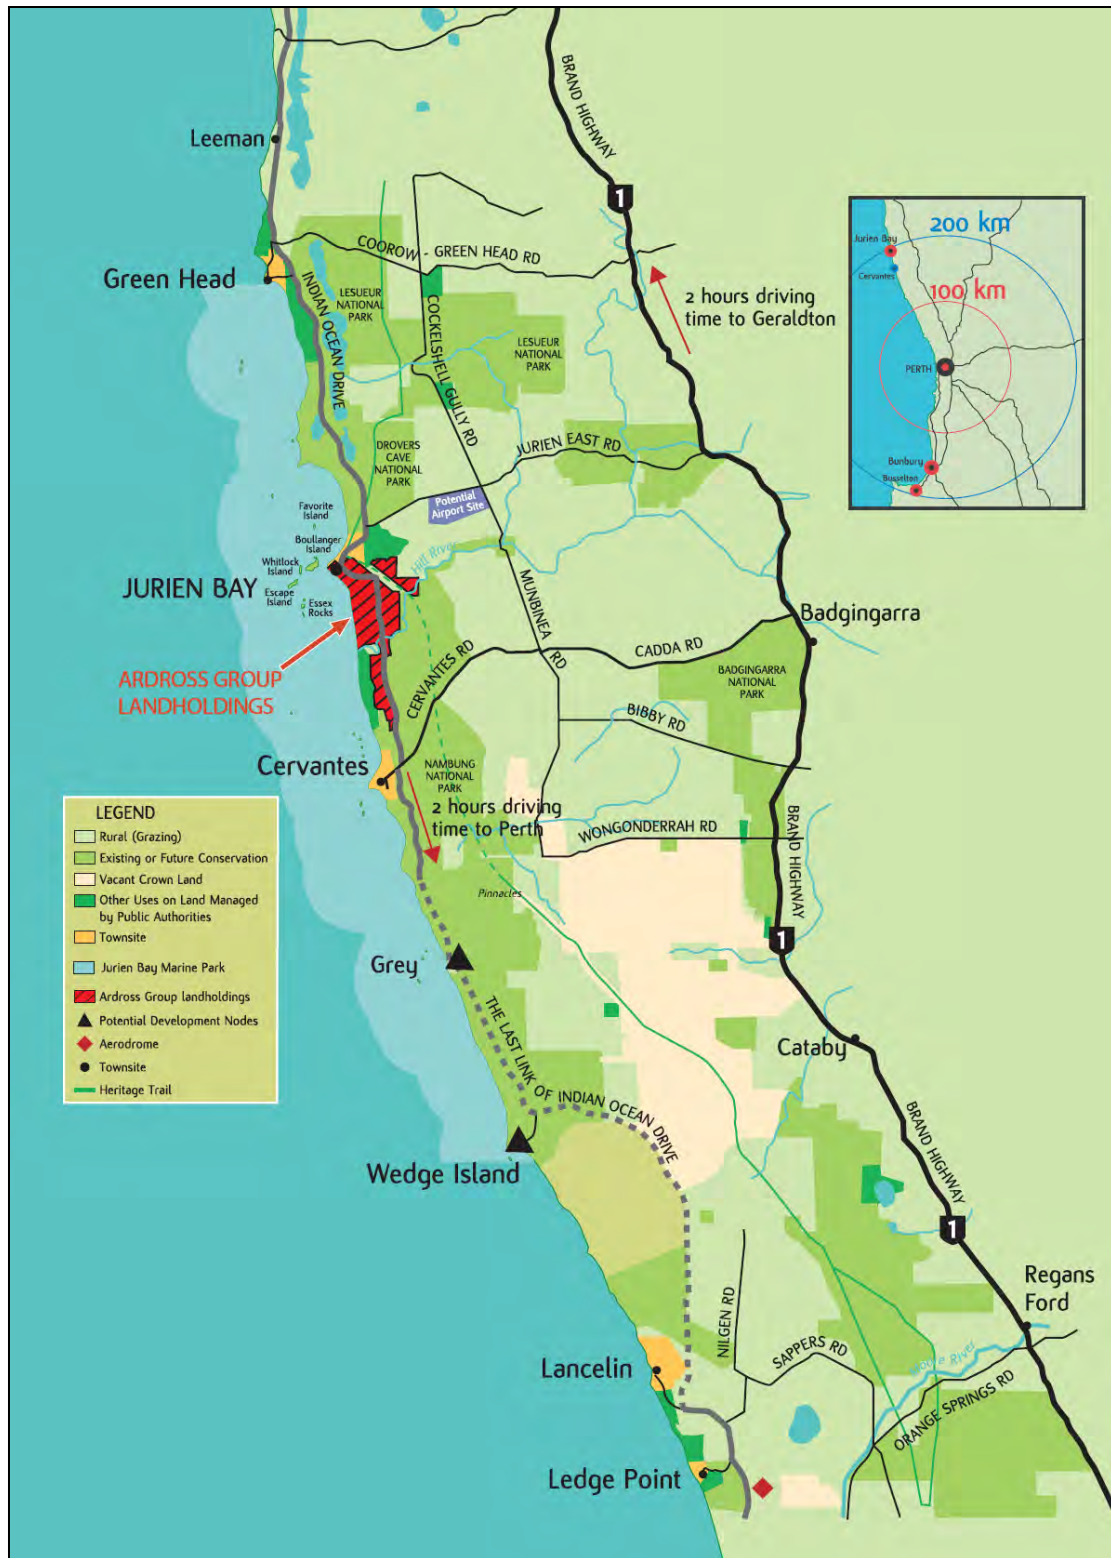 BRAND HIGHWAY
Leeman
1
COOROW - GREEN HEAD RD
Green Head
INDIAN OCEAN DRIVE
LESUEUR
NATIONAL
PARK
COCKELSHELL GULLY RD
LESUEUR
NATIONAL
PARK
2 hours driving
time to Geraldton
200 km
Jurien Bay
Cervantes
100 km
PERTH
Bunbury
Busselton
DROVERS
CAVE
NATIONAL
PARK
JURIEN EAST RD
Potential
Airport Site
Favorite
Island
Boullanger
Island
Whitlock
Island
Escape
Island
Essex
Rocks
JURIEN BAY
Hill River
MUNBINEA RD
Badgingarra
ARDROSS GROUP
LANDHOLDINGS
CERVANTES RD
CADDA RD
BADGINGARRA
NATIONAL
PARK
BIBBY RD
Cervantes
NAMBUNG
NATIONAL
PARK
2 hours driving
time to Perth
WONGONDERRAH RD
BRAND HIGHWAY
Pinnacles
1
LEGEND
Rural (Grazing)
Existing or Future Conservation
Vacant Crown Land
Other Uses on Land Managed
by Public Authorities
Townsite
Jurien Bay Marine Park
Ardross Group landholdings
Potential Development Nodes
Aerodrome
Townsite
Heritage Trail
Grey
THE LAST LINK OF INDIAN OCEAN DRIVE
Cataby
BRAND HIGHWAY
Wedge Island
1
Regans
Ford
NILGEN RD
SAPPERS RD
Moore River
ORANGE SPRINGS RD
Lancelin
Ledge Point